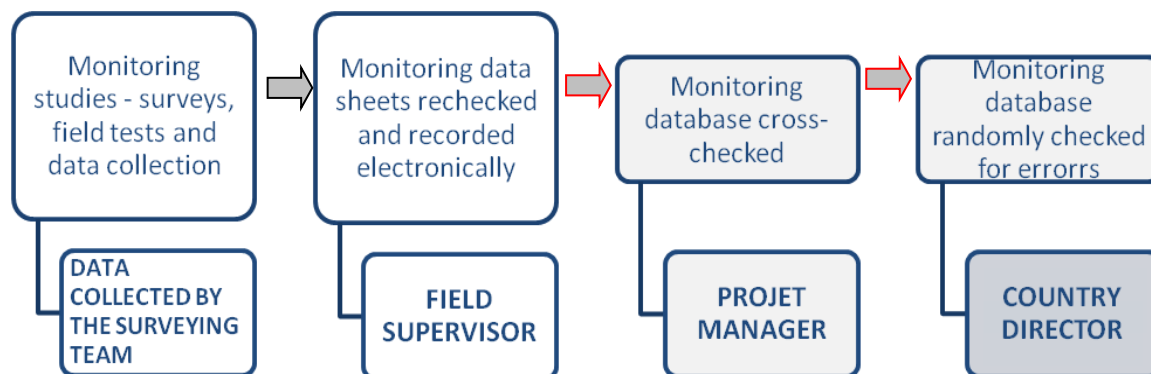 Monitoring
studies - surveys,
field tests and
data collection
Monitoring data
sheets rechecked
and recorded
electronically
Monitoring
database cross-
checked
Monitoring
database
randomly checked
for errorrs
DATA
COLLECTED BY
THE SURVEYING
TEAM
FIELD
SUPERVISOR
PROJET
MANAGER
COUNTRY
DIRECTOR